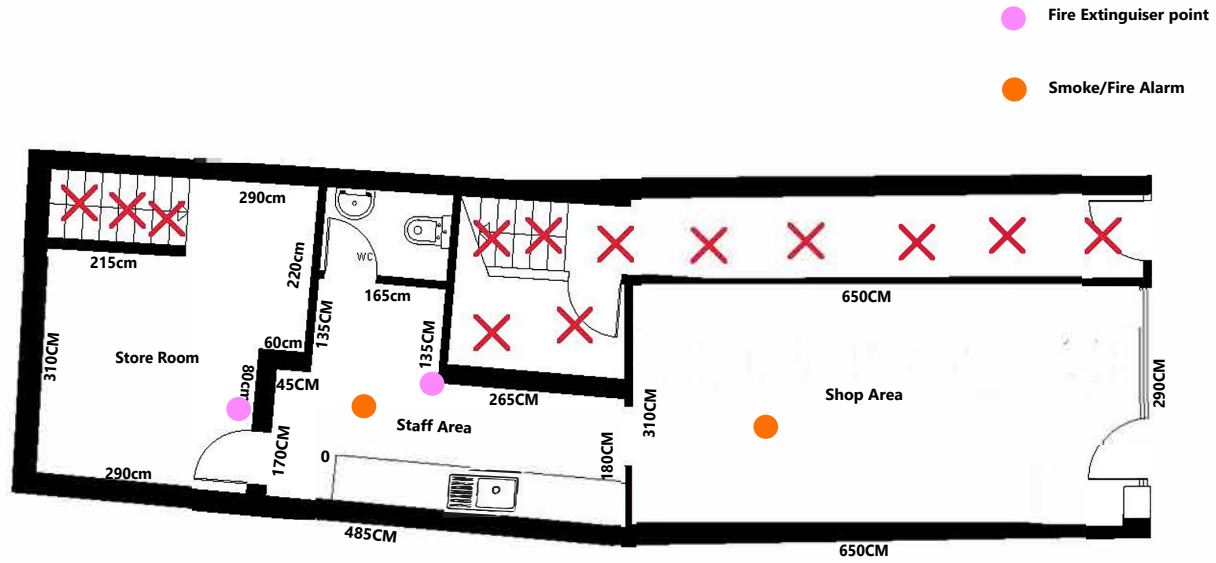 Fire Extinguiser point
Smoke/Fire Alarm
290cm
215cm
220cm
WC
165cm
650CM
135CM
135CM
310CM
Store Room
60cm
45CM
80cm
265CM
Staff Area
310CM
Shop Area
290CM
170CM
0
180CM
290cm
485CM
650CM